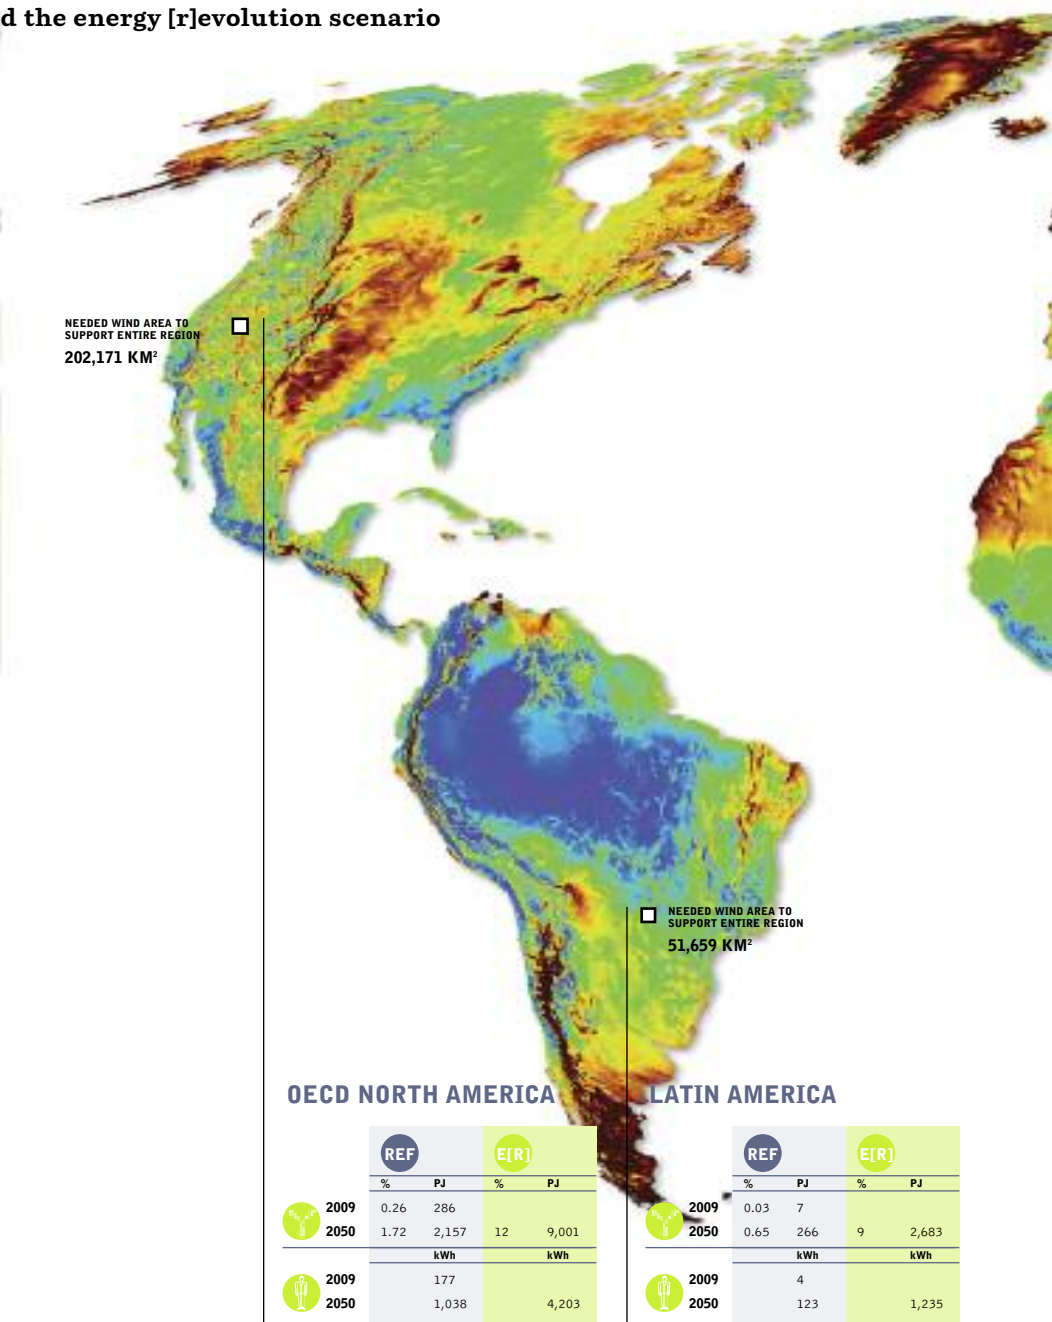 d the energy [r]evolution scenario
NEEDED WIND AREA TO
SUPPORT ENTIRE REGION
202,171 KM²
NEEDED WIND AREA TO
SUPPORT ENTIRE REGION
51,659 KM²
OECD NORTH AMERICA
REF E[R]
% PJ % PJ
2009 0.26 286
2050 1.72 2,157 12 9,001
kWh kWh
2009 177
2050 1,038 4,203
LATIN AMERICA
REF E[R]
% PJ % PJ
2009 0.03 7
2050 0.65 266 9 2,683
kWh kWh
2009 4
2050 123 1,235